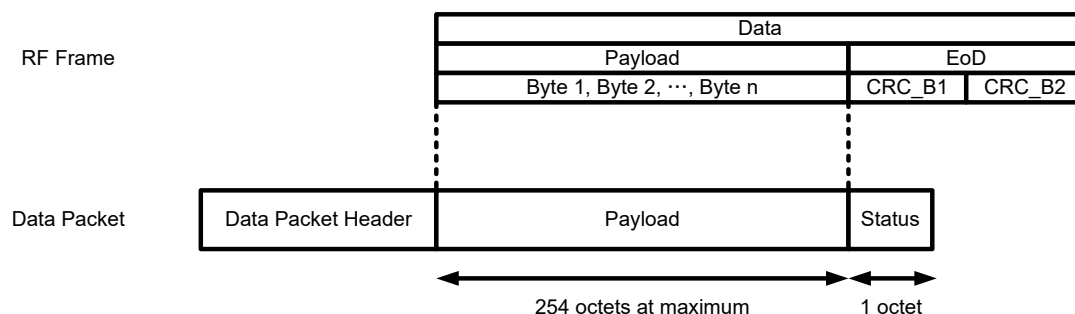 Data
RF Frame
Payload
EoD
Byte 1, Byte 2, ⋯, Byte n
CRC_B1
CRC_B2
Data Packet
Data Packet Header
Payload
Status
254 octets at maximum
1 octet